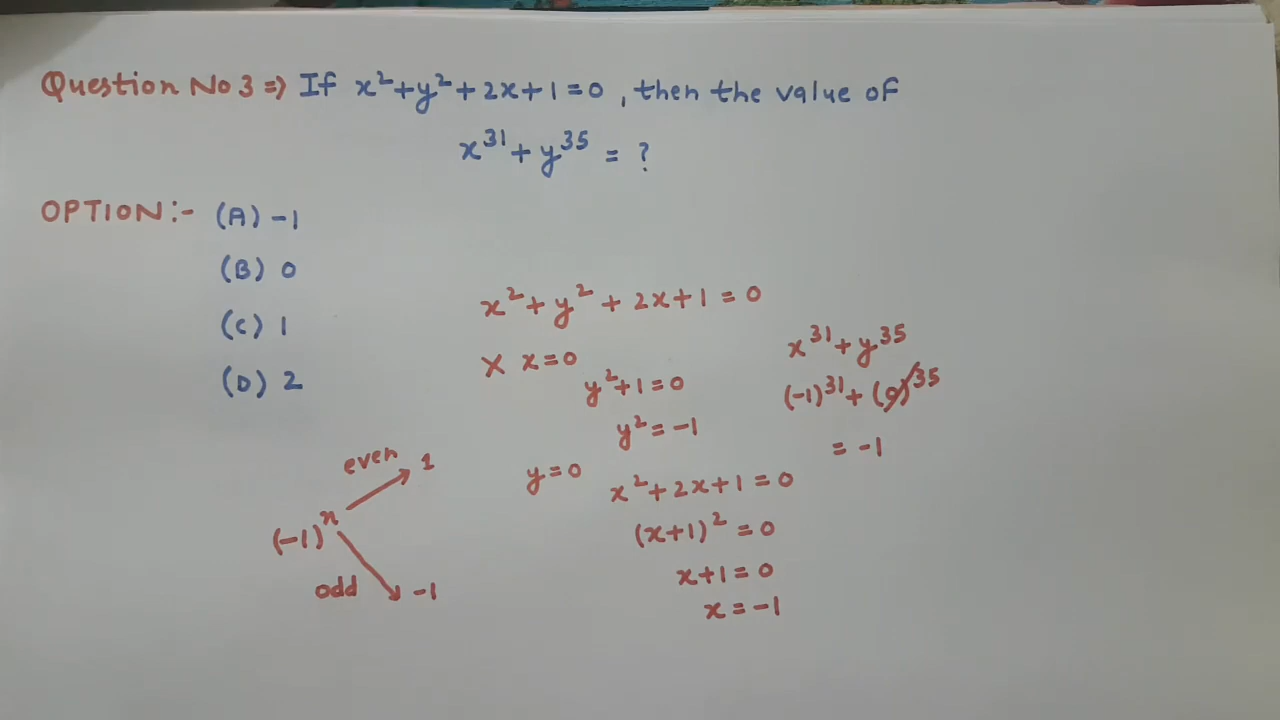 Question No 3 => If x²+y²+2x+1=0, then the value of
x³¹+y³⁵ = ?
OPTION:- (A) -1
(B) 0
(C) 1
(D) 2
x²+y²+2x+1=0
× x=0
y²+1=0
y²=-1
y=0
x²+2x+1=0
(x+1)²=0
x+1=0
x=-1
x³¹+y³⁵
(-1)³¹+(0)³⁵
=-1
even 1
(-1)ⁿ
odd -1